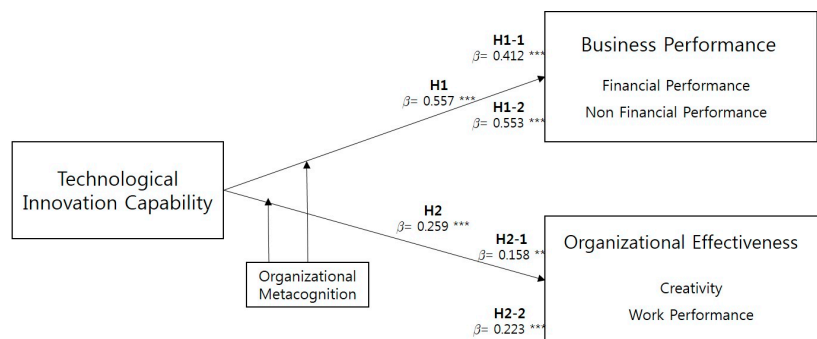 Technological
Innovation Capability
H1
β= 0.557 ***
H1-1
β= 0.412 ***
H1-2
β= 0.553 ***
Business Performance
Financial Performance
Non Financial Performance
Organizational
Metacognition
H2
β= 0.259 ***
H2-1
β= 0.158 **
H2-2
β= 0.223 ***
Organizational Effectiveness
Creativity
Work Performance